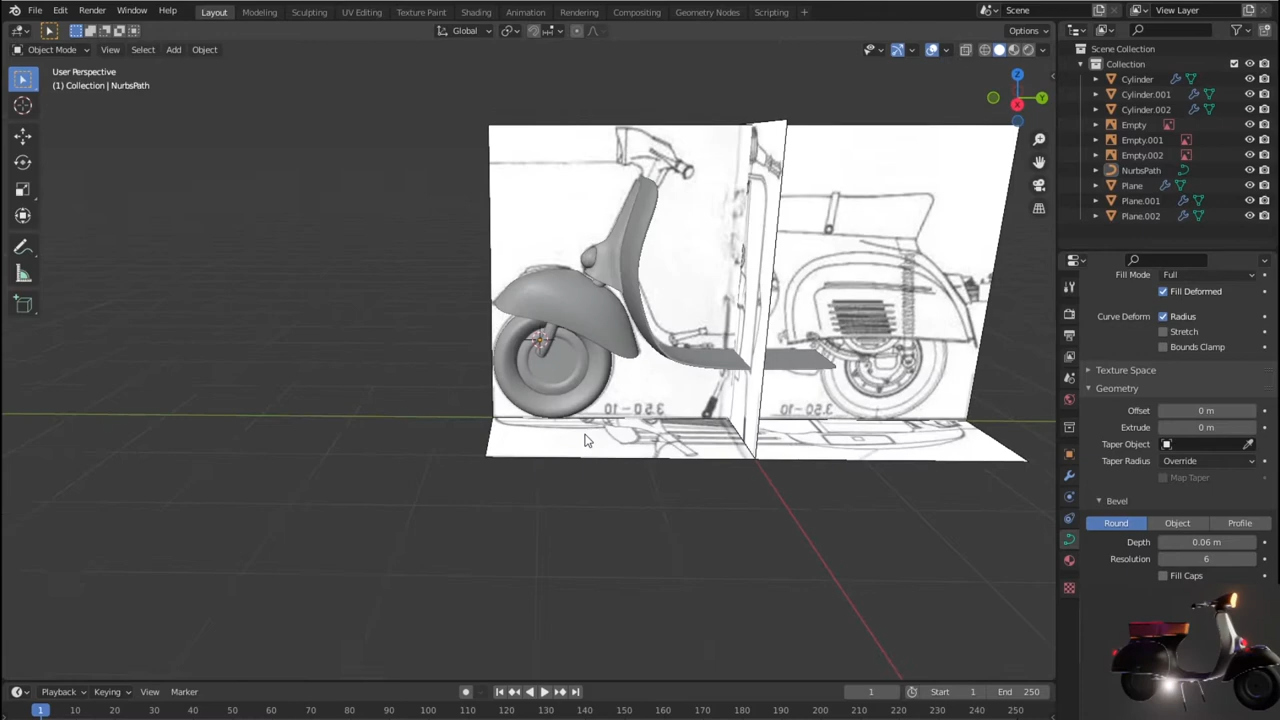 File Edit Render Window Help Layout Modeling Sculpting UV Editing Texture Paint Shading Animation Rendering Compositing Geometry Nodes Scripting + Scene View Layer
Global Options
Object Mode View Select Add Object
User Perspective
(1) Collection | NurbsPath
Z
Y
X
3.50-10
3.50-10
Scene Collection
Collection
Cylinder
Cylinder.001
Cylinder.002
Empty
Empty.001
Empty.002
NurbsPath
Plane
Plane.001
Plane.002
Fill Mode Full
Fill Deformed
Curve Deform Radius
Stretch
Bounds Clamp
Texture Space
Geometry
Offset 0 m
Extrude 0 m
Taper Object
Taper Radius Override
Map Taper
Bevel
Round Object Profile
Depth 0.06 m
Resolution 6
Fill Caps
Playback Keying View Marker 1 Start 1 End 250
1 10 20 30 40 50 60 70 80 90 100 110 120 130 140 150 160 170 180 190 200 210 220 230 240 250